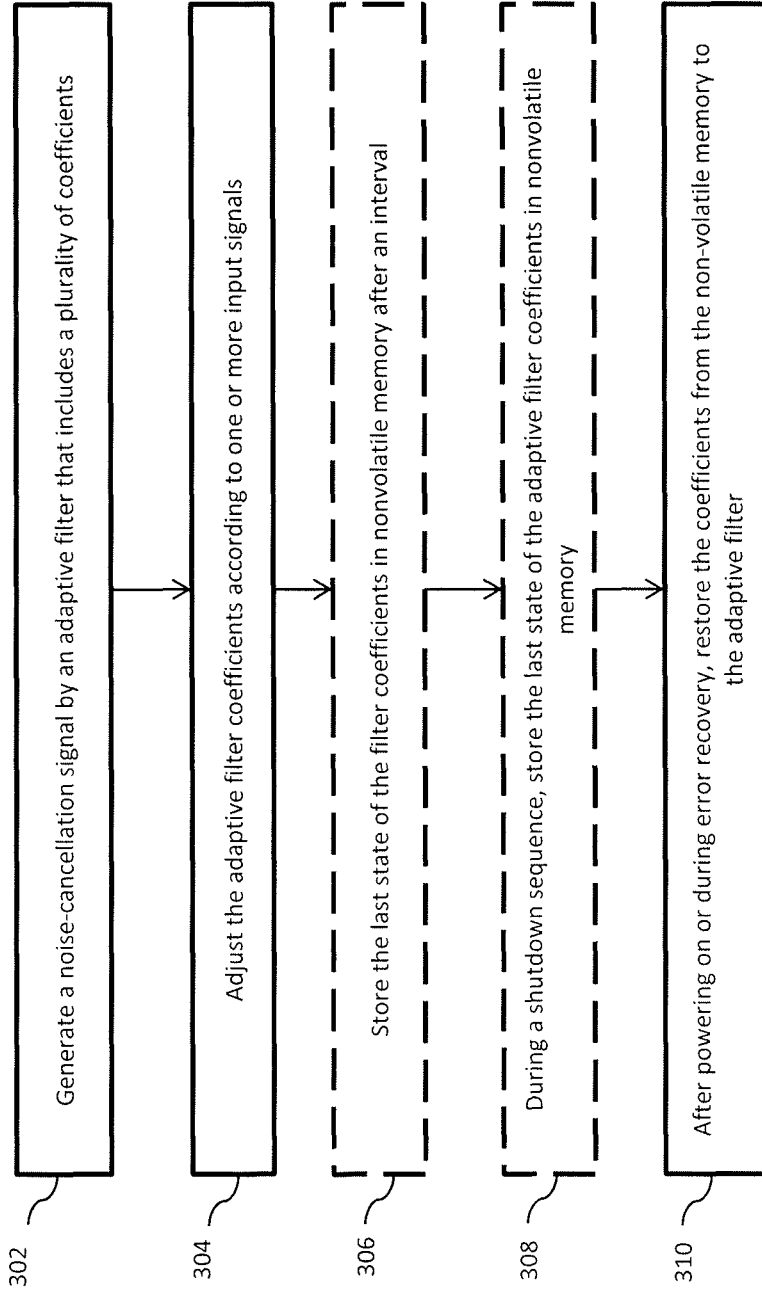 302
Generate a noise-cancellation signal by an adaptive filter that includes a plurality of coefficients
304
Adjust the adaptive filter coefficients according to one or more input signals
306
Store the last state of the filter coefficients in nonvolatile memory after an interval
308
During a shutdown sequence, store the last state of the adaptive filter coefficients in nonvolatile
memory
310
After powering on or during error recovery, restore the coefficients from the non-volatile memory to
the adaptive filter